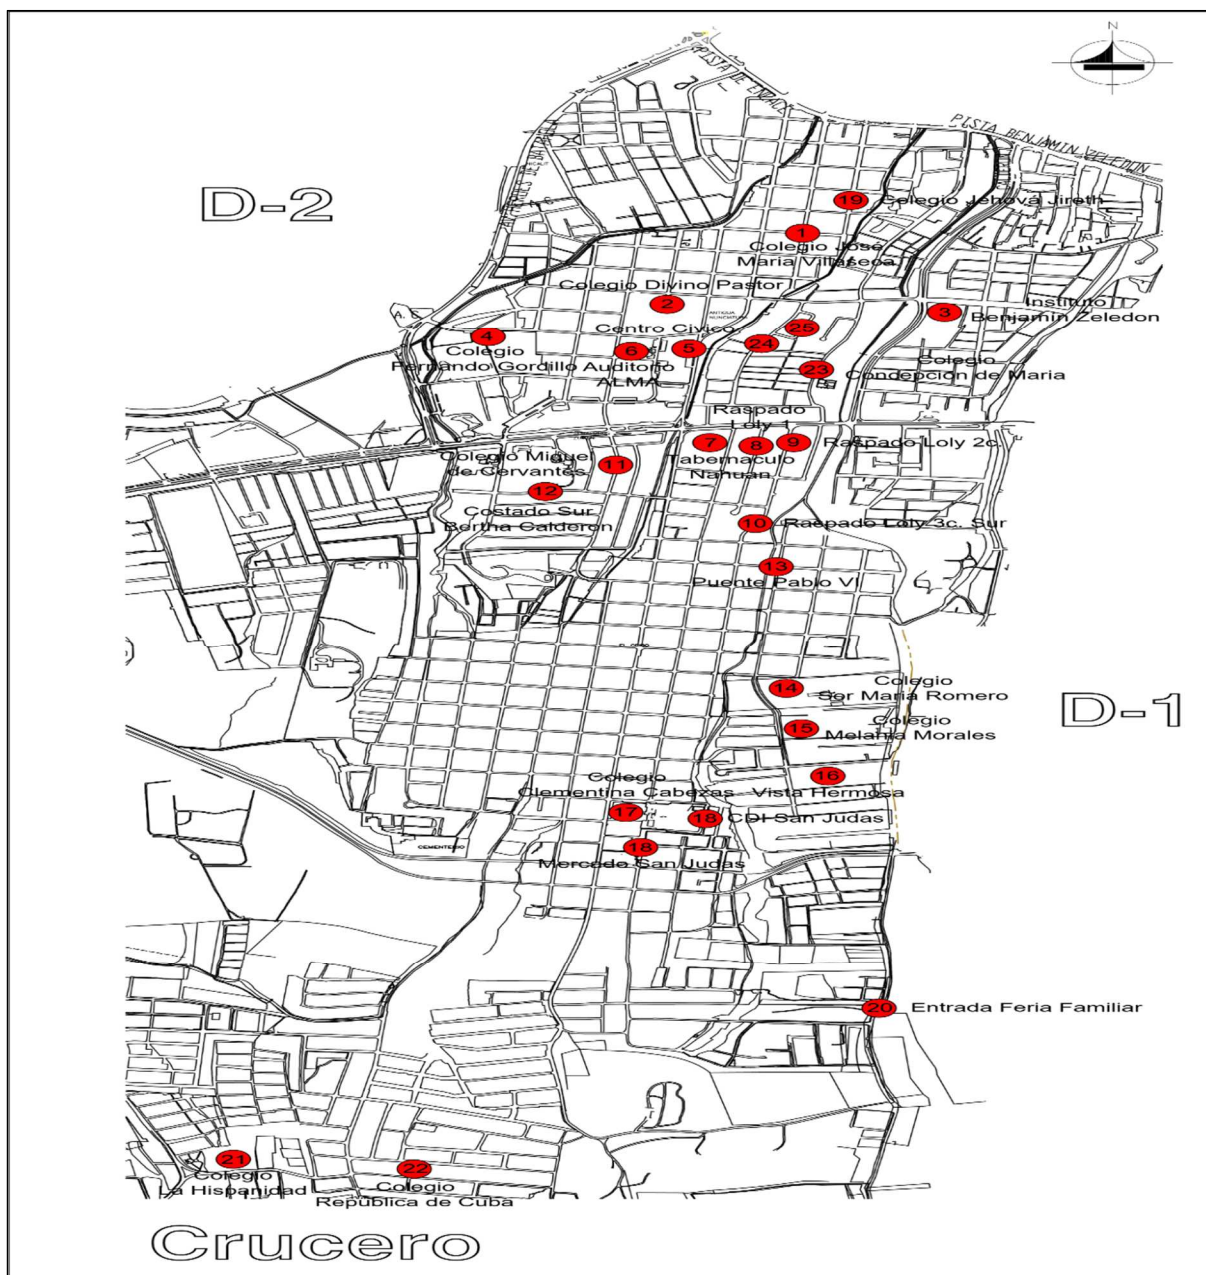 N
PISTA DE ENLACE
PISTA BENJAMIN ZELEDON
D-2
19 Colegio Jehova Jireth
1
Colegio José
Maria Villaseca
Colegio Divino Pastor
2
Instituto
3
Benjamin Zeledon
A. C.
ANTIGUA
Centro Civico
25
4
6
5
24
Colegio
Fernando Gordillo
Auditorio
ALMA
23
Colegio
Concepción de Maria
Raspado
Loly 1
7
8
9
Raspado Loly 2c.
Tabernaculo
Nahuan
Colegio Miguel
de Cervantes
11
12
Costado Sur
Bertha Calderon
10
Raspado Loly 3c. Sur
13
Puente Pablo VI
14
Colegio
Sor Maria Romero
D-1
15
Colegio
Melania Morales
16
Vista Hermosa
Colegio
Clementina Cabezas
17
18
CDI San Judas
CEMENTERIO
18
Mercado San Judas
20
Entrada Feria Familiar
21
Colegio
La Hispanidad
22
Colegio
Republica de Cuba
Crucero